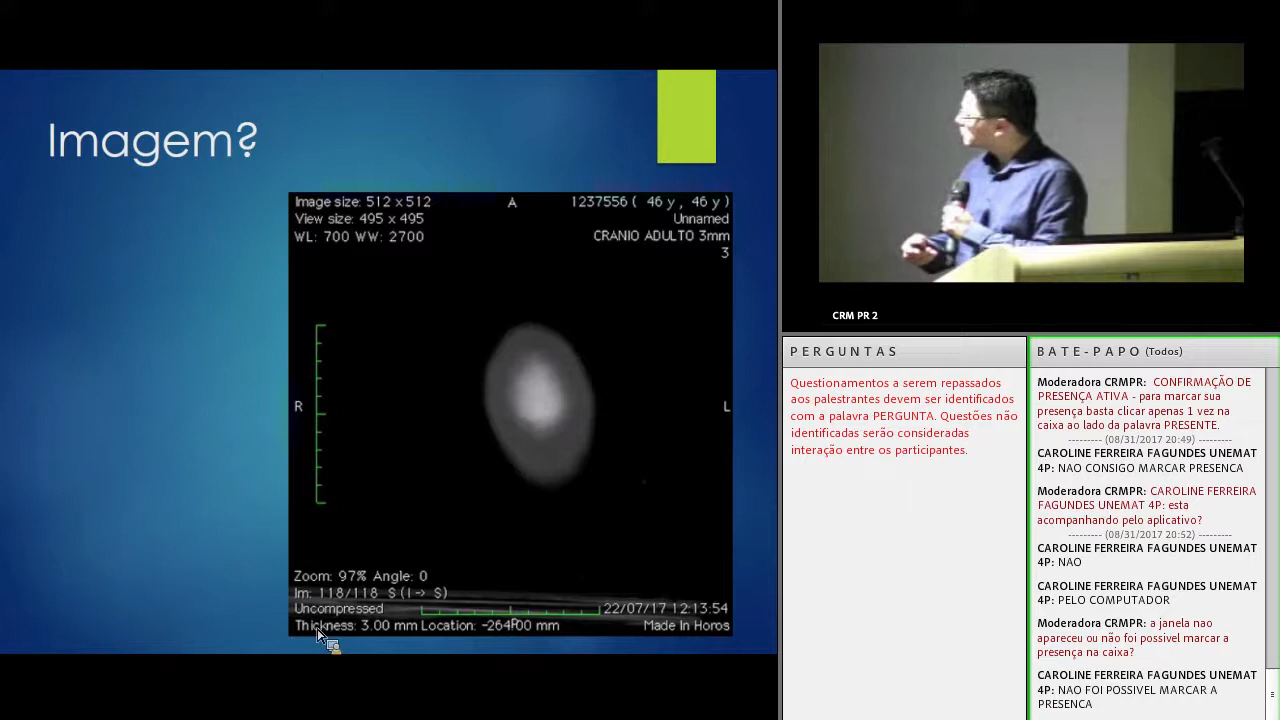 Imagem?
Image size: 512 x 512
View size: 495 x 495
WL: 700 WW: 2700
A
1237556 ( 46 y , 46 y )
Unnamed
CRANIO ADULTO 3mm
3
R
L
Zoom: 97% Angle: 0
Im: 118/118 S (I -> S)
Uncompressed
Thickness: 3.00 mm Location: -264.00 mm
P
22/07/17 12:13:54
Made In Horos
CRM PR 2
PERGUNTAS
Questionamentos a serem repassados
aos palestrantes devem ser identificados
com a palavra PERGUNTA. Questões não
identificadas serão consideradas
interação entre os participantes.
BATE-PAPO (Todos)
Moderadora CRMPR: CONFIRMAÇÃO DE
PRESENÇA ATIVA - para marcar sua
presença basta clicar apenas 1 vez na
caixa ao lado da palavra PRESENTE.
--------- (08/31/2017 20:49) ---------
CAROLINE FERREIRA FAGUNDES UNEMAT
4P: NAO CONSIGO MARCAR PRESENCA
Moderadora CRMPR: CAROLINE FERREIRA
FAGUNDES UNEMAT 4P: esta
acompanhando pelo aplicativo?
--------- (08/31/2017 20:52) ---------
CAROLINE FERREIRA FAGUNDES UNEMAT
4P: NAO
CAROLINE FERREIRA FAGUNDES UNEMAT
4P: PELO COMPUTADOR
Moderadora CRMPR: a janela nao
apareceu ou não foi possivel marcar a
presença na caixa?
CAROLINE FERREIRA FAGUNDES UNEMAT
4P: NAO FOI POSSIVEL MARCAR A
PRESENCA